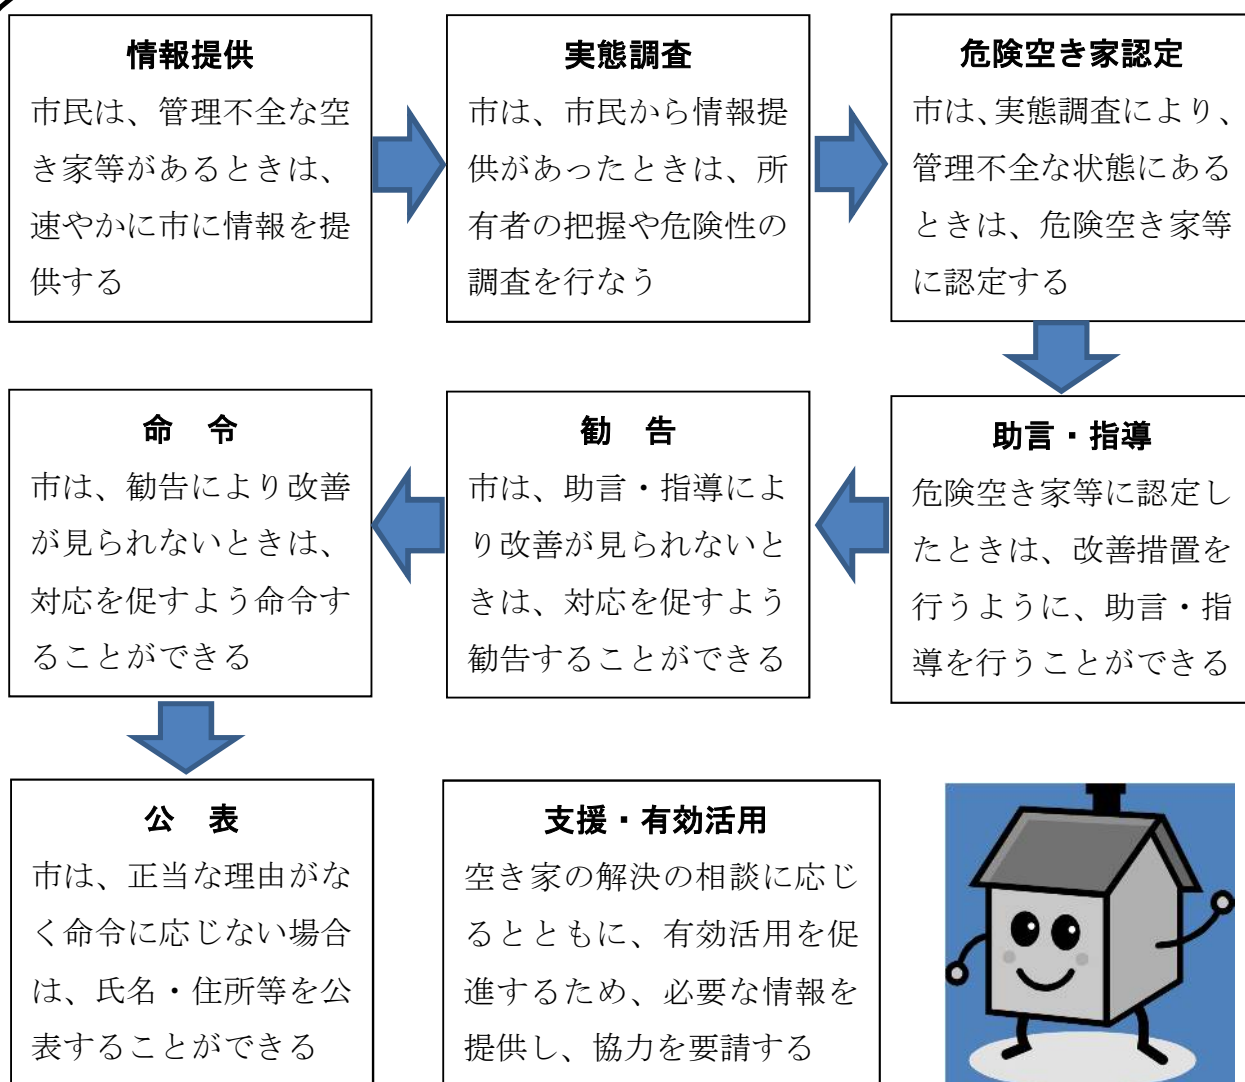 情報提供
市民は、管理不全な空
き家等があるときは、
速やかに市に情報を提
供する
実態調査
市は、市民から情報提
供があったときは、所
有者の把握や危険性の
調査を行なう
危険空き家認定
市は、実態調査により、
管理不全な状態にある
ときは、危険空き家等
に認定する
助言・指導
危険空き家等に認定し
たときは、改善措置を
行うように、助言・指
導を行うことができる
勧　告
市は、助言・指導によ
り改善が見られないと
きは、対応を促すよう
勧告することができる
命　令
市は、勧告により改善
が見られないときは、
対応を促すよう命令す
ることができる
公　表
市は、正当な理由がな
く命令に応じない場合
は、氏名・住所等を公
表することができる
支援・有効活用
空き家の解決の相談に応じ
るとともに、有効活用を促
進するため、必要な情報を
提供し、協力を要請する